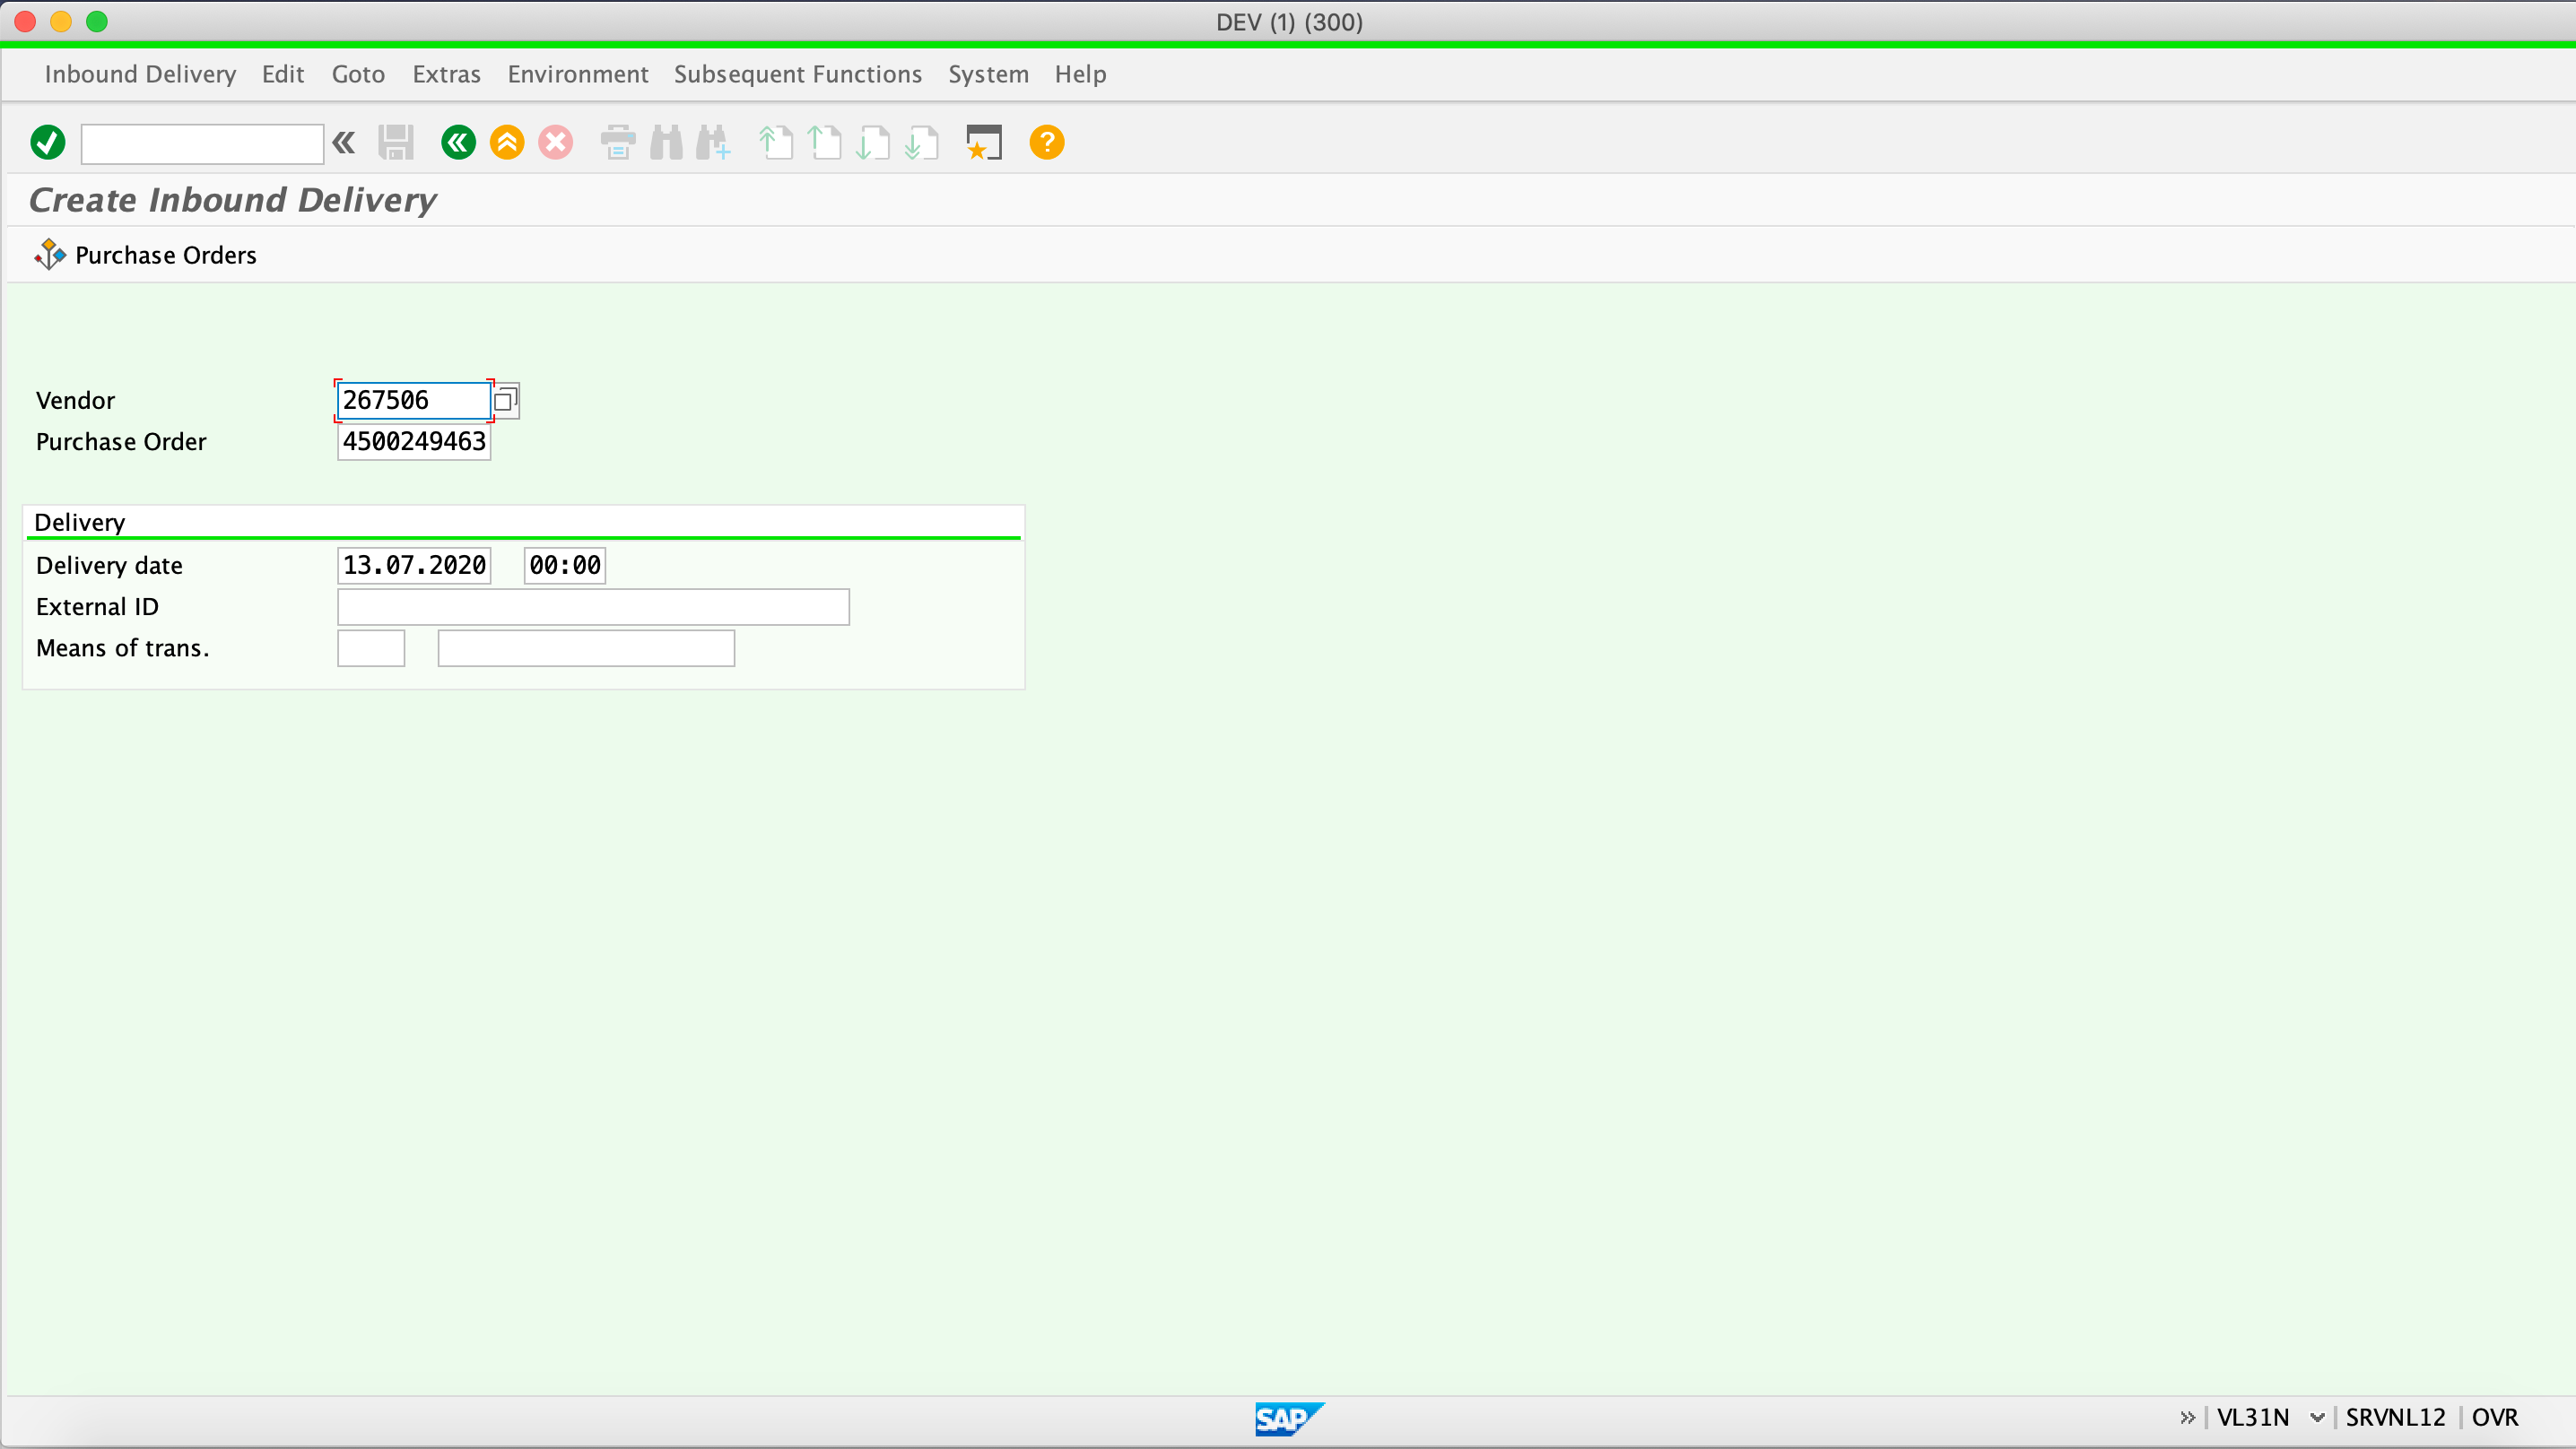 DEV (1) (300)
Inbound Delivery Edit Goto Extras Environment Subsequent Functions System Help
Create Inbound Delivery
Purchase Orders
Vendor 267506
Purchase Order 4500249463
Delivery
Delivery date 13.07.2020 00:00
External ID
Means of trans.
SAP VL31N SRVNL12 OVR